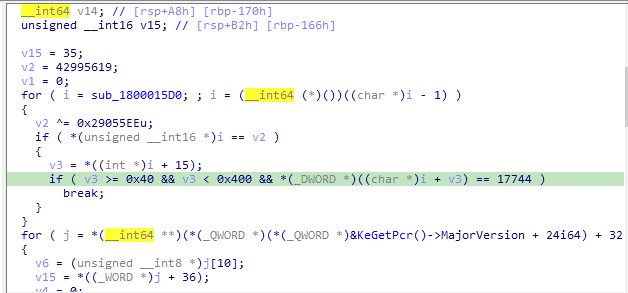 __int64 v14; // [rsp+A8h] [rbp-170h]
unsigned __int16 v15; // [rsp+B2h] [rbp-166h]
v15 = 35;
v2 = 42995619;
v1 = 0;
for ( i = sub_1800015D0; ; i = (__int64 (*)())((char *)i - 1) )
{
v2 ^= 0x29055EEu;
if ( *(unsigned __int16 *)i == v2 )
{
v3 = *((int *)i + 15);
if ( v3 >= 0x40 && v3 < 0x400 && *(_DWORD *)((char *)i + v3) == 17744 )
break;
}
}
for ( j = *(__int64 **)(*(_QWORD *)(*(_QWORD *)&KeGetPcr()->MajorVersion + 24i64) + 32
{
v6 = (unsigned __int8 *)j[10];
v15 = *((_WORD *)j + 36);
v4 = 0;